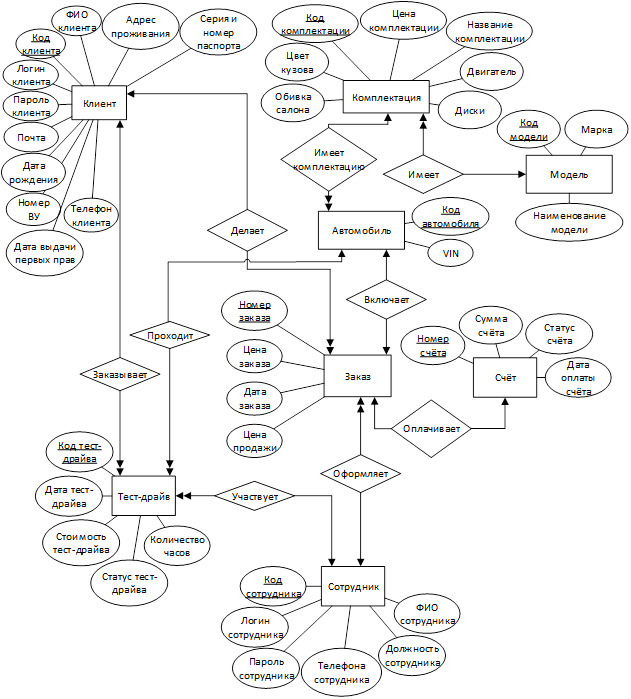 ФИО
клиента
Адрес
проживания
Серия и
номер
паспорта
Код
клиента
Логин
клиента
Пароль
клиента
Почта
Дата
рождения
Номер
ВУ
Дата выдачи
первых прав
Телефон
клиента
Клиент
Код
комплектации
Цена
комплектации
Название
комплектации
Цвет
кузова
Двигатель
Обивка
салона
Диски
Комплектация
Код
модели
Марка
Имеет
комплектацию
Имеет
Модель
Наименование
модели
Код
автомобиля
Автомобиль
VIN
Делает
Включает
Проходит
Заказывает
Номер
заказа
Цена
заказа
Дата
заказа
Цена
продажи
Заказ
Номер
счёта
Сумма
счёта
Статус
счёта
Дата
оплаты
счёта
Счёт
Оплачивает
Оформляет
Код тест-
драйва
Дата тест-
драйва
Стоимость
тест-драйва
Статус тест-
драйва
Количество
часов
Тест-драйв
Участвует
Код
сотрудника
Логин
сотрудника
Пароль
сотрудника
Телефона
сотрудника
Должность
сотрудника
ФИО
сотрудника
Сотрудник